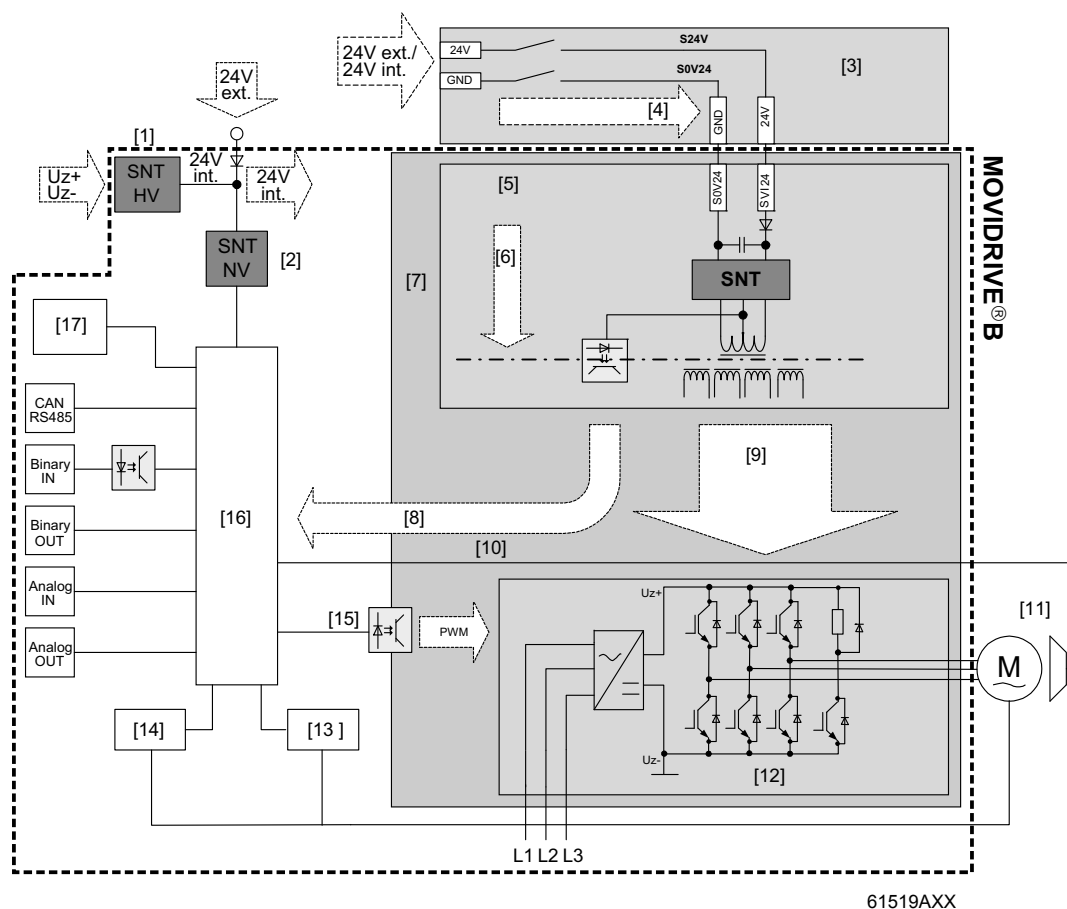 24V ext./
24V int.
24V
GND
S24V
S0V24
[3]
[4]
GND
24V
24V
ext.
[1]
Uz+
Uz-
SNT
HV
24V
int.
24V
int.
SNT
NV
[2]
[5]
S0V24
SVI24
[6]
[7]
SNT
MOVIDRIVE®B
[17]
CAN
RS485
Binary
IN
Binary
OUT
Analog
IN
Analog
OUT
[16]
[8]
[9]
[10]
[15]
PWM
Uz+
Uz-
[11]
M
[12]
[14]
[13 ]
L1 L2 L3
61519AXX